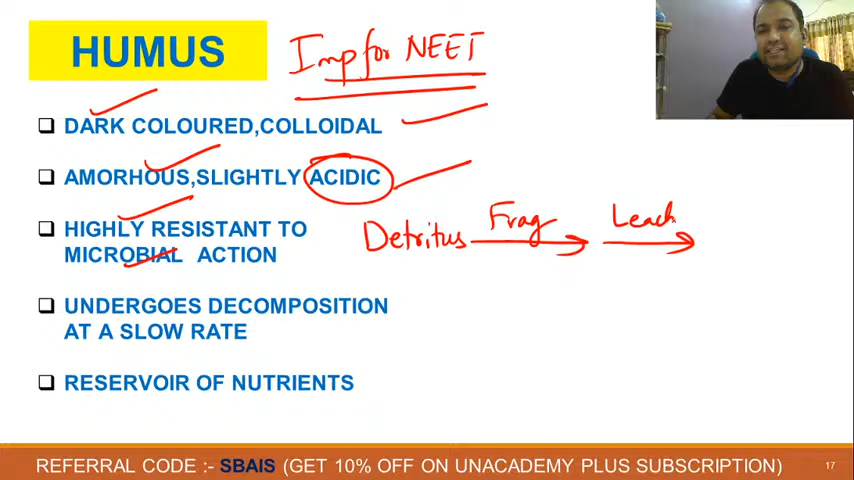 HUMUS
Imp for NEET
DARK COLOURED,COLLOIDAL
AMORHOUS,SLIGHTLY ACIDIC
HIGHLY RESISTANT TO
MICROBIAL ACTION
Detritus Frag Leach
UNDERGOES DECOMPOSITION
AT A SLOW RATE
RESERVOIR OF NUTRIENTS
REFERRAL CODE :- SBAIS (GET 10% OFF ON UNACADEMY PLUS SUBSCRIPTION)
17